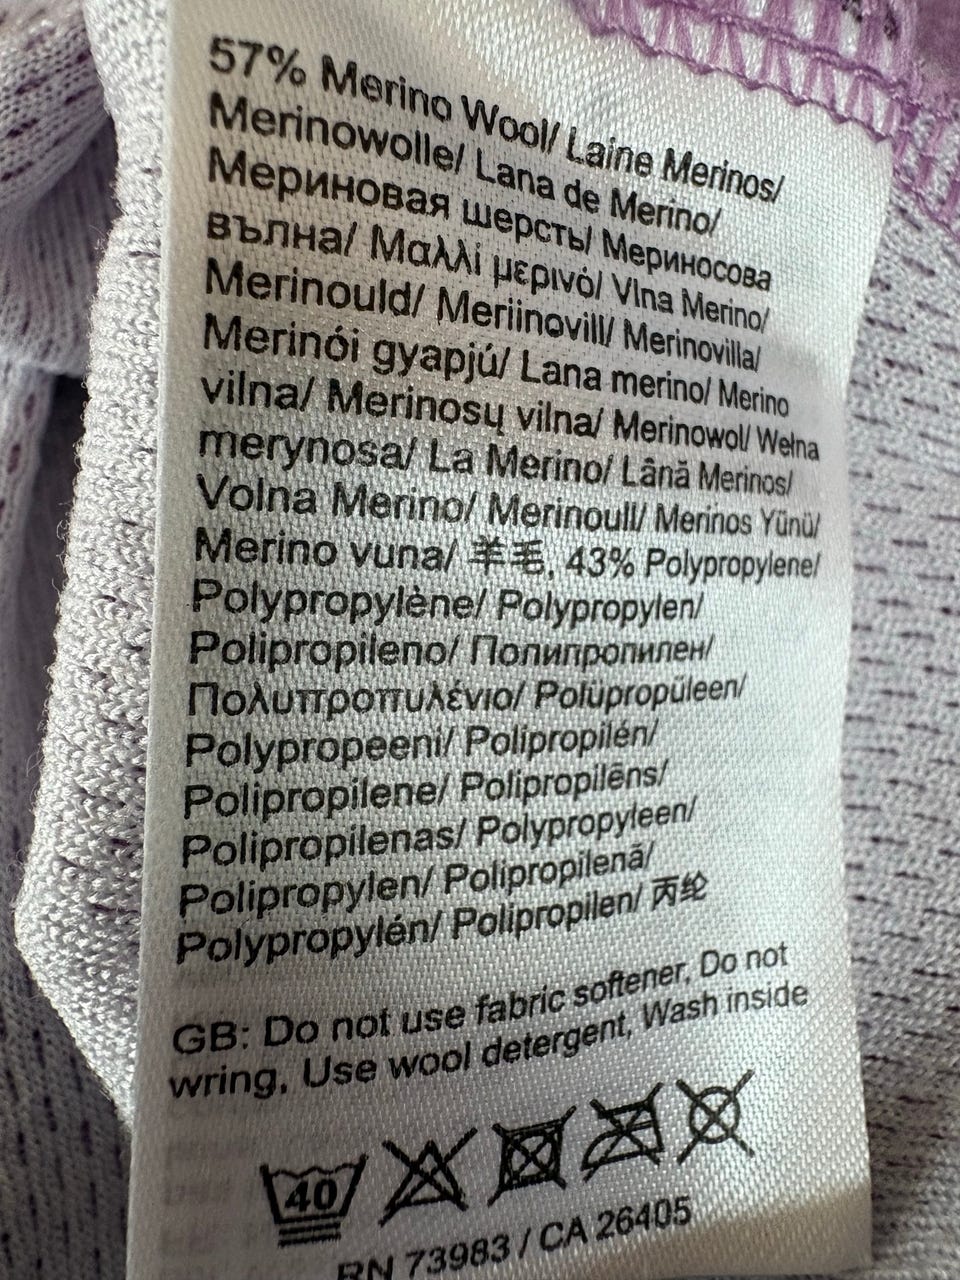 57% Merino Wool/ Laine Merinos/
Merinowolle/ Lana de Merino/
Мериновая шерсть/ Мериносова
вълна/ Μαλλί μερινό/ Vlna Merino/
Merinould/ Meriinovill/ Merinovilla/
Merinói gyapjú/ Lana merino/ Merino
vilna/ Merinosų vilna/ Merinowol/ Wełna
merynosa/ La Merino/ Lână Merinos/
Volna Merino/ Merinoull/ Merinos Yünü/
Merino vuna/ 羊毛, 43% Polypropylene/
Polypropylène/ Polypropylen/
Polipropileno/ Полипропилен/
Πολυπροπυλένιο/ Polüpropüleen/
Polypropeeni/ Polipropilén/
Polipropilene/ Polipropilēns/
Polipropilenas/ Polypropyleen/
Polipropylen/ Polipropilenă/
Polypropylén/ Polipropilen/ 丙纶
GB: Do not use fabric softener, Do not
wring, Use wool detergent, Wash inside
40
RN 73983 / CA 26405